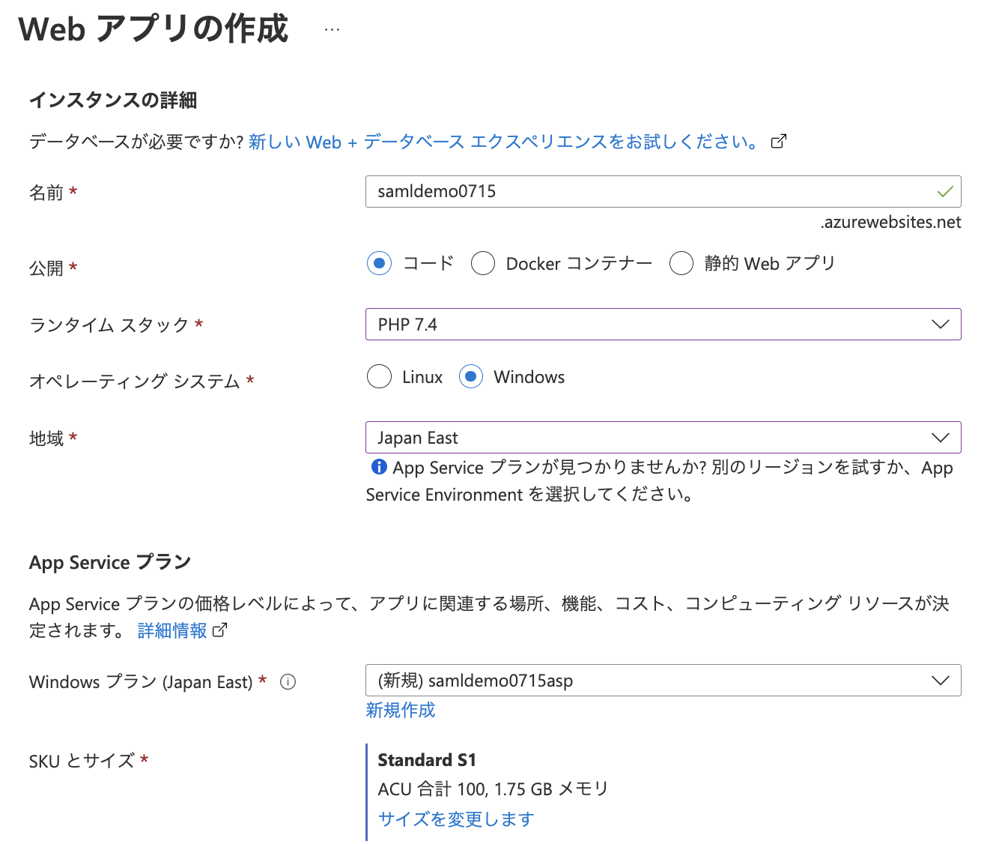 Web アプリの作成 …
インスタンスの詳細
データベースが必要ですか? 新しい Web + データベース エクスペリエンスをお試しください。
名前 *
samldemo0715
.azurewebsites.net
公開 *
コード Docker コンテナー 静的 Web アプリ
ランタイム スタック *
PHP 7.4
オペレーティング システム *
Linux Windows
地域 *
Japan East
App Service プランが見つかりませんか? 別のリージョンを試すか、App
Service Environment を選択してください。
App Service プラン
App Service プランの価格レベルによって、アプリに関連する場所、機能、コスト、コンピューティング リソースが決
定されます。 詳細情報
Windows プラン (Japan East) *
(新規) samldemo0715asp
新規作成
SKU とサイズ *
Standard S1
ACU 合計 100, 1.75 GB メモリ
サイズを変更します